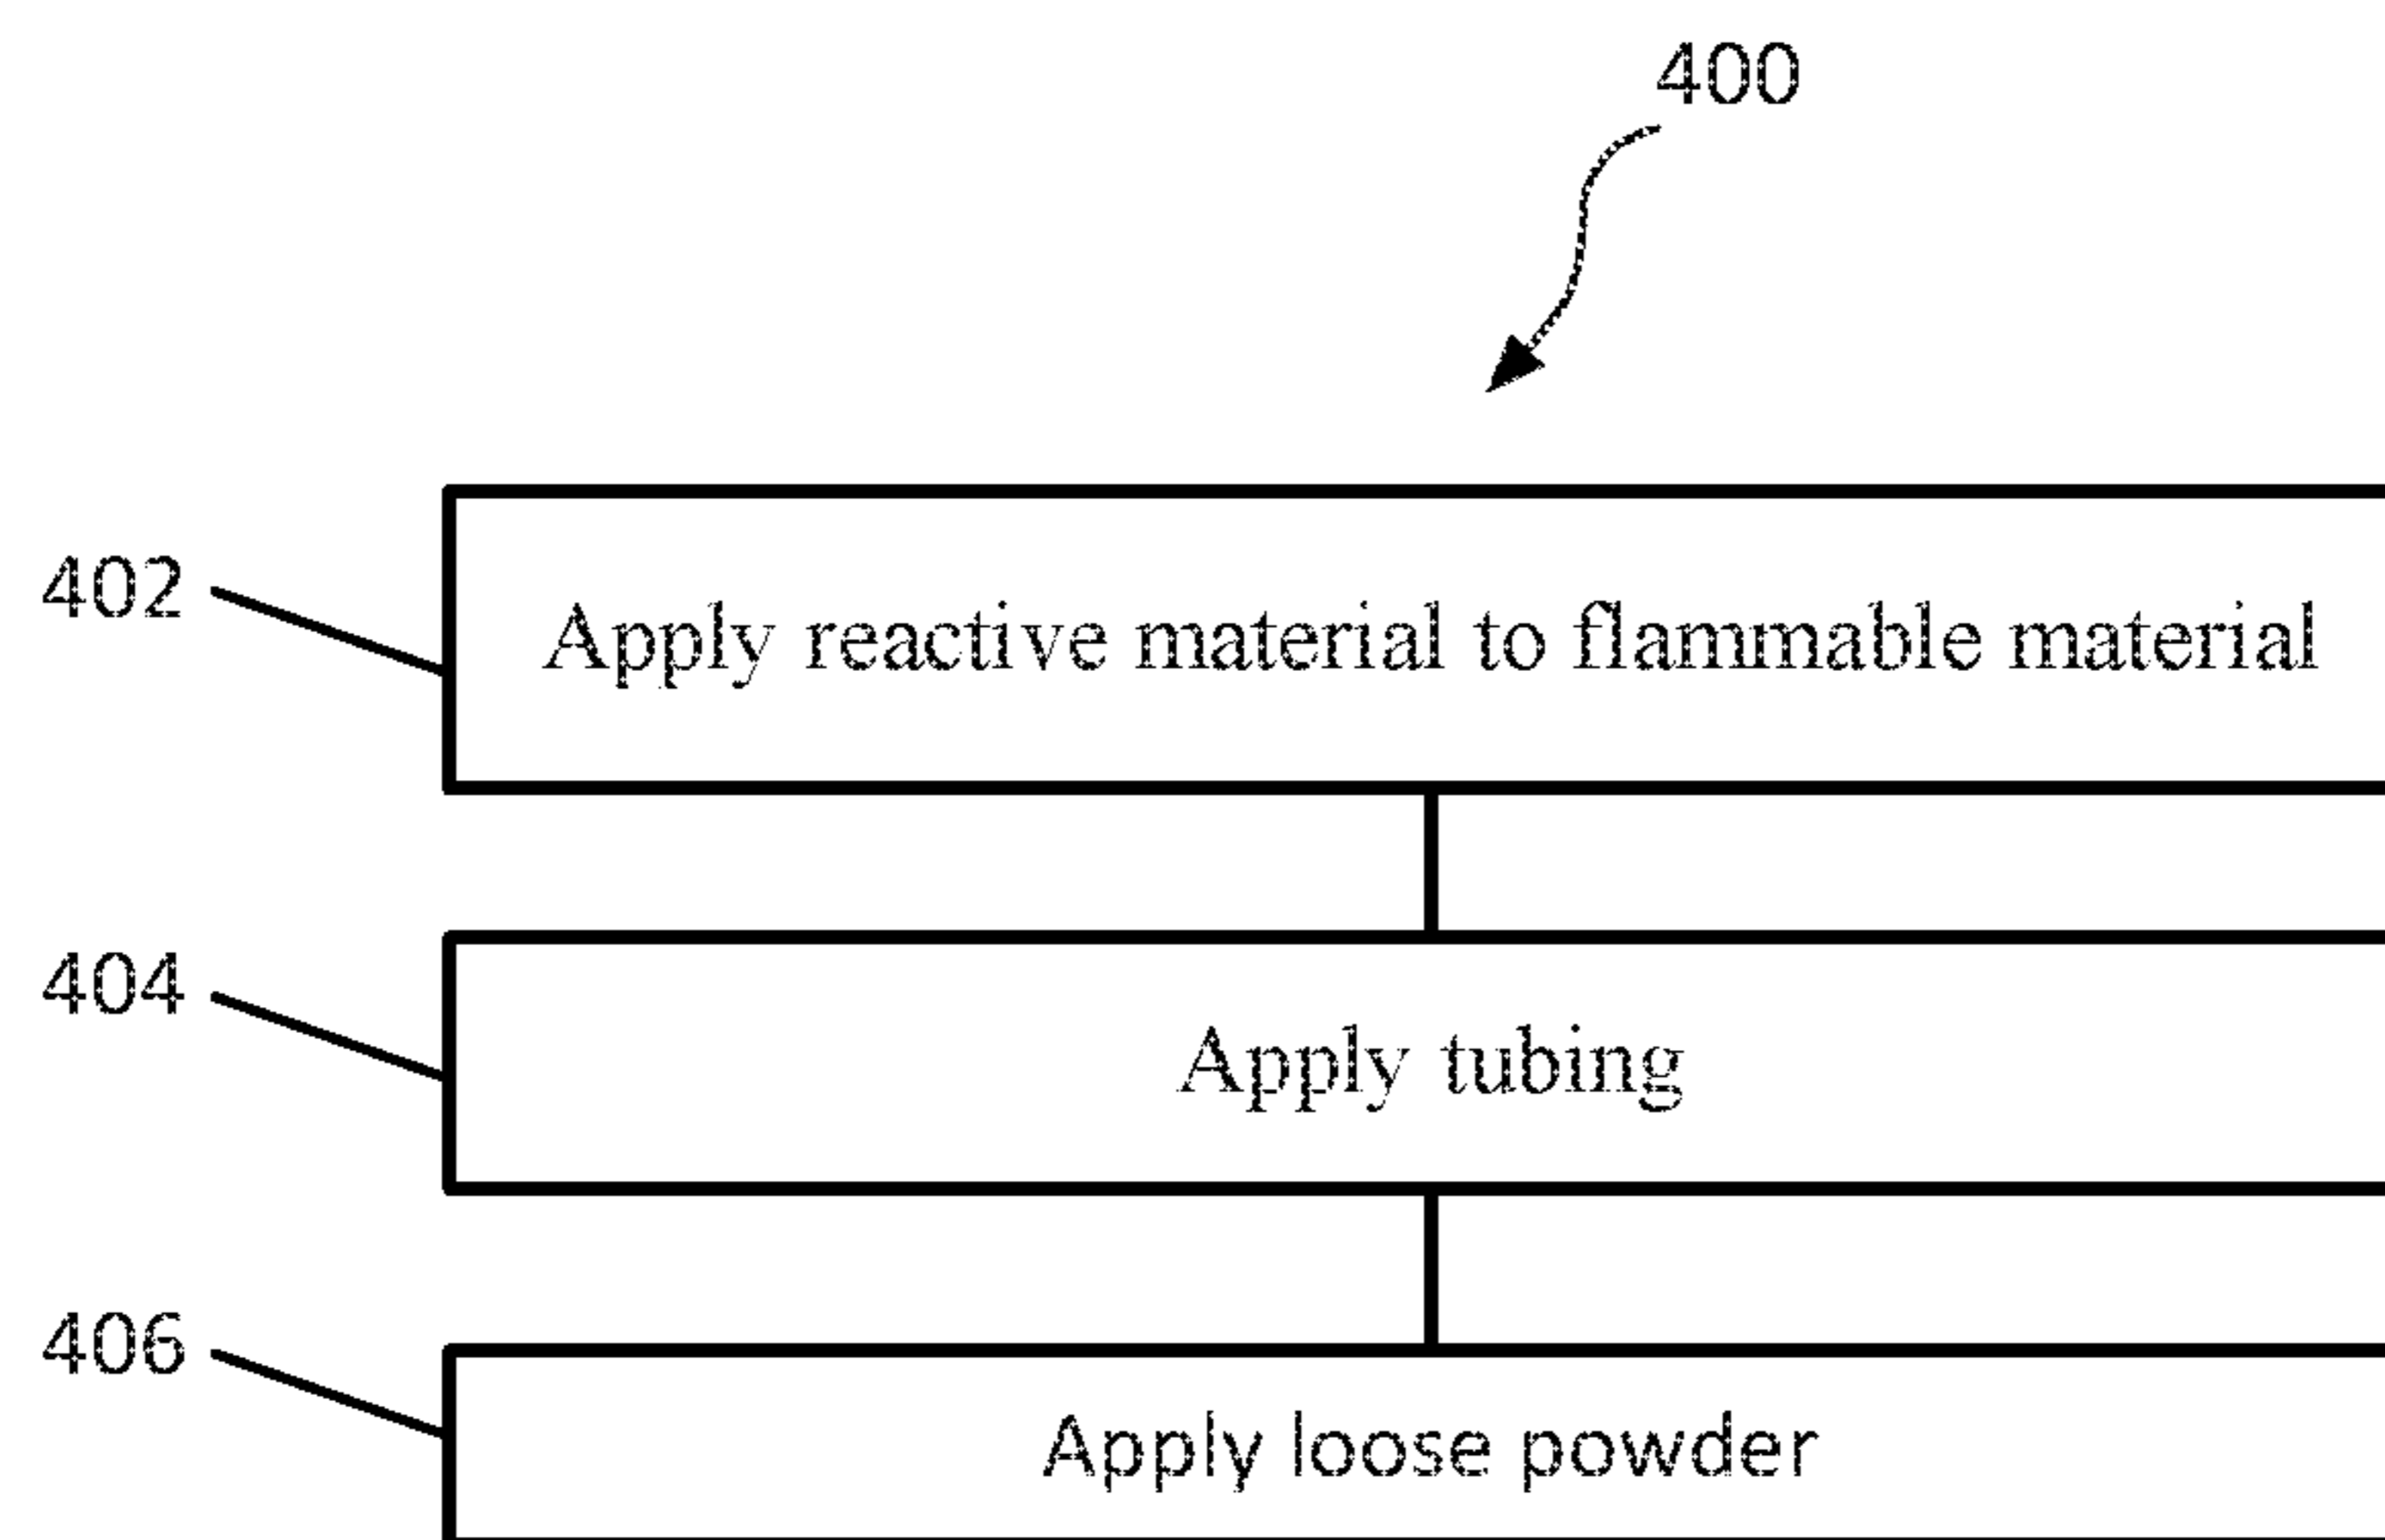 400
402
Apply reactive material to flammable material
404
Apply tubing
406
Apply loose powder